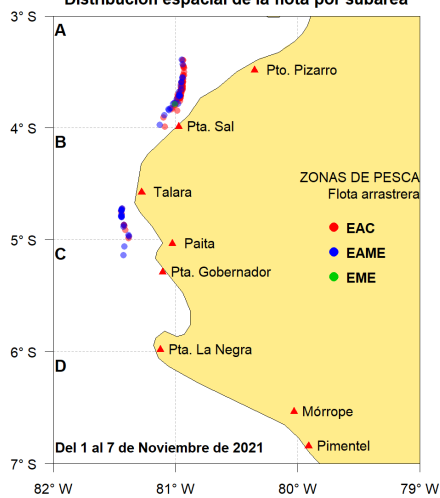 Distribución espacial de la flota por subárea
3° S
A
Pto. Pizarro
Pta. Sal
4° S
B
ZONAS DE PESCA
Flota arrastrera
Talara
EAC
5° S
Paita
C
EAME
Pta. Gobernador
EME
6° S
Pta. La Negra
D
Mórrope
Del 1 al 7 de Noviembre de 2021
Pimentel
7° S
82° W
81° W
80° W
79° W